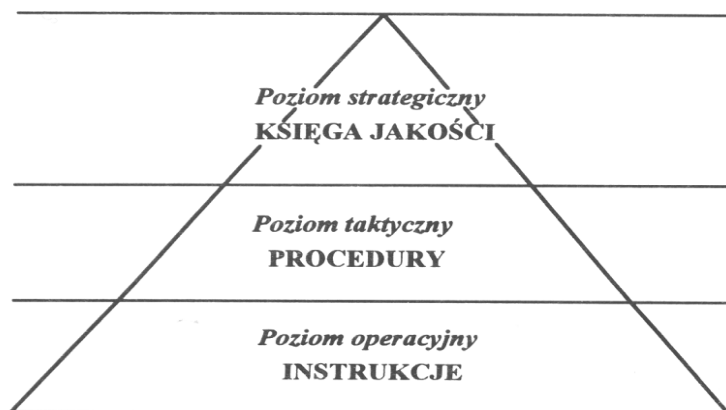 Poziom strategiczny
KSIĘGA JAKOŚCI
Poziom taktyczny
PROCEDURY
Poziom operacyjny
INSTRUKCJE